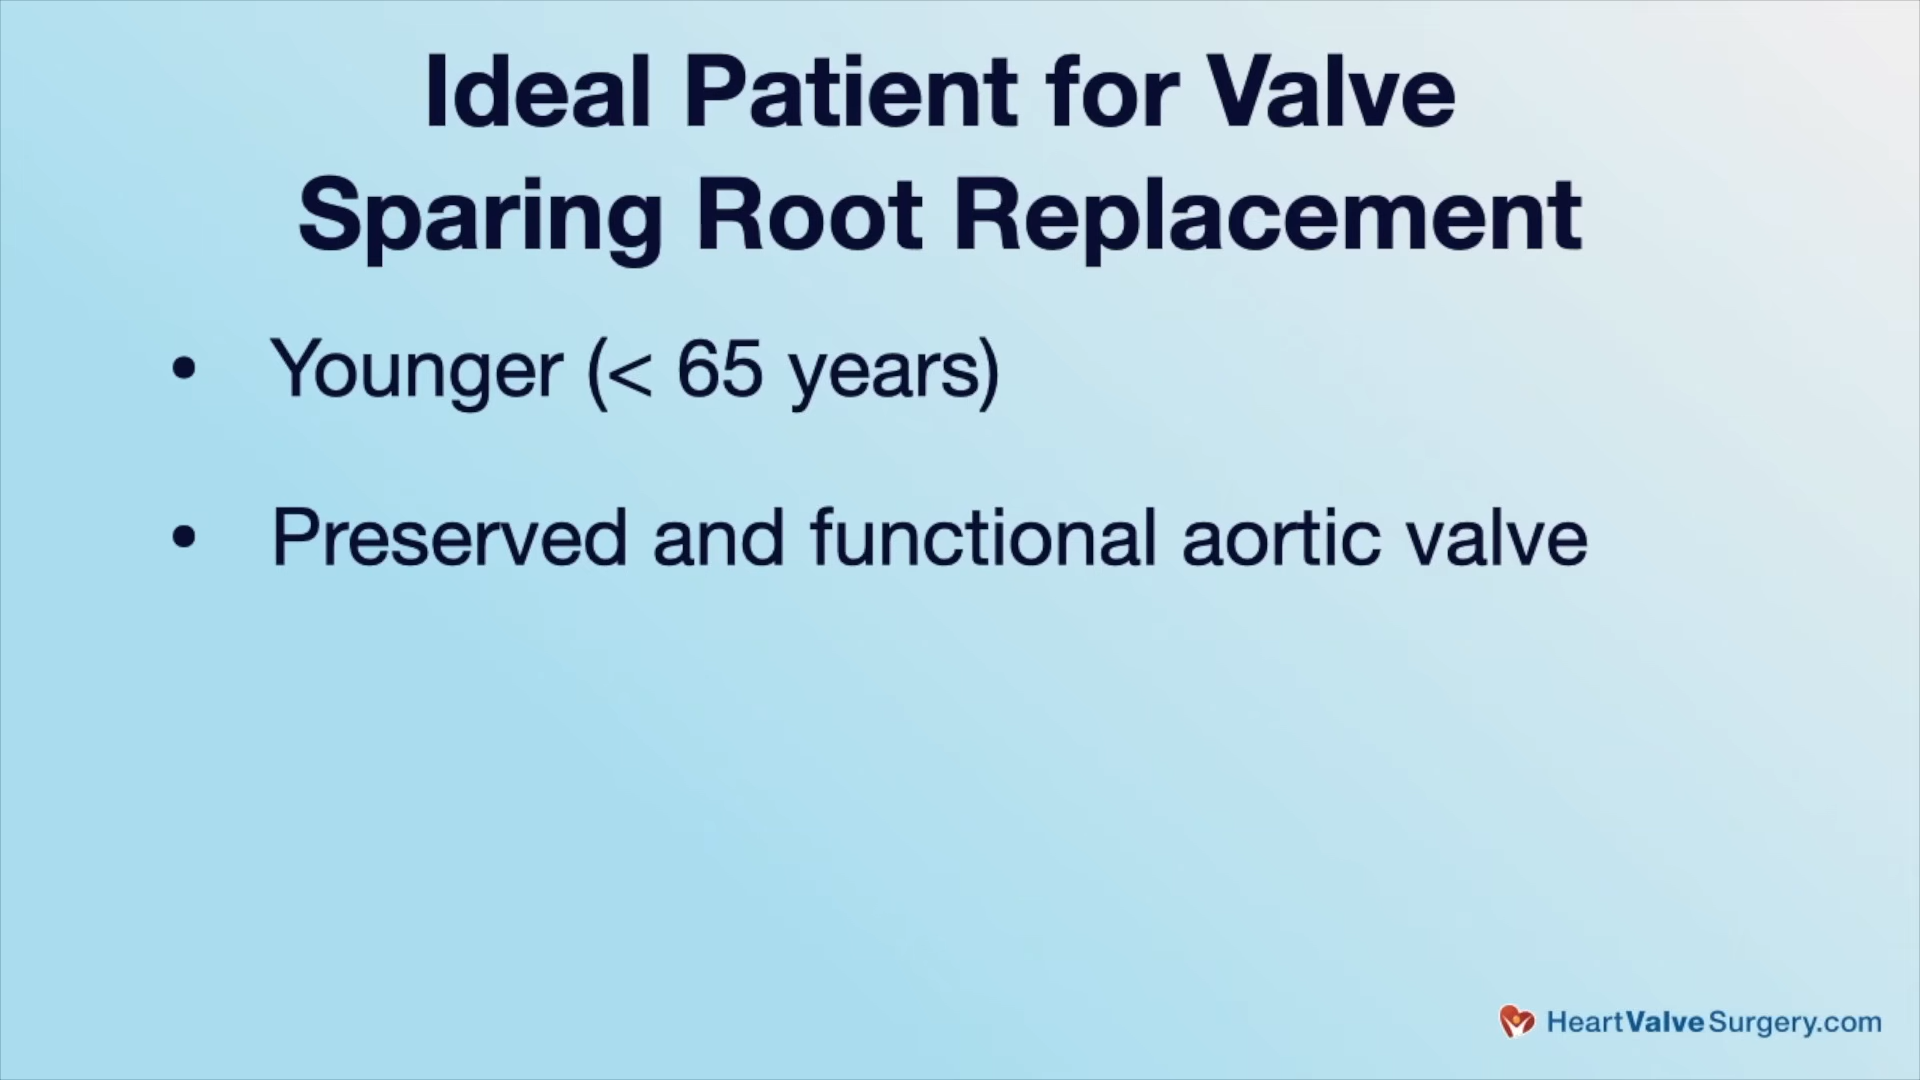 Ideal Patient for Valve
Sparing Root Replacement
• Younger (< 65 years)
• Preserved and functional aortic valve
HeartValveSurgery.com